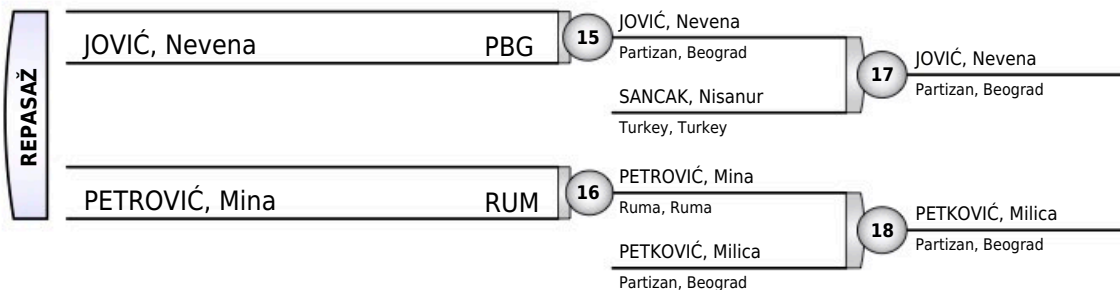 REPASAŽ
JOVIĆ, Nevena PBG
15
JOVIĆ, Nevena
Partizan, Beograd
SANCAK, Nisanur
Turkey, Turkey
17
JOVIĆ, Nevena
Partizan, Beograd
PETROVIĆ, Mina RUM
16
PETROVIĆ, Mina
Ruma, Ruma
PETKOVIĆ, Milica
Partizan, Beograd
18
PETKOVIĆ, Milica
Partizan, Beograd